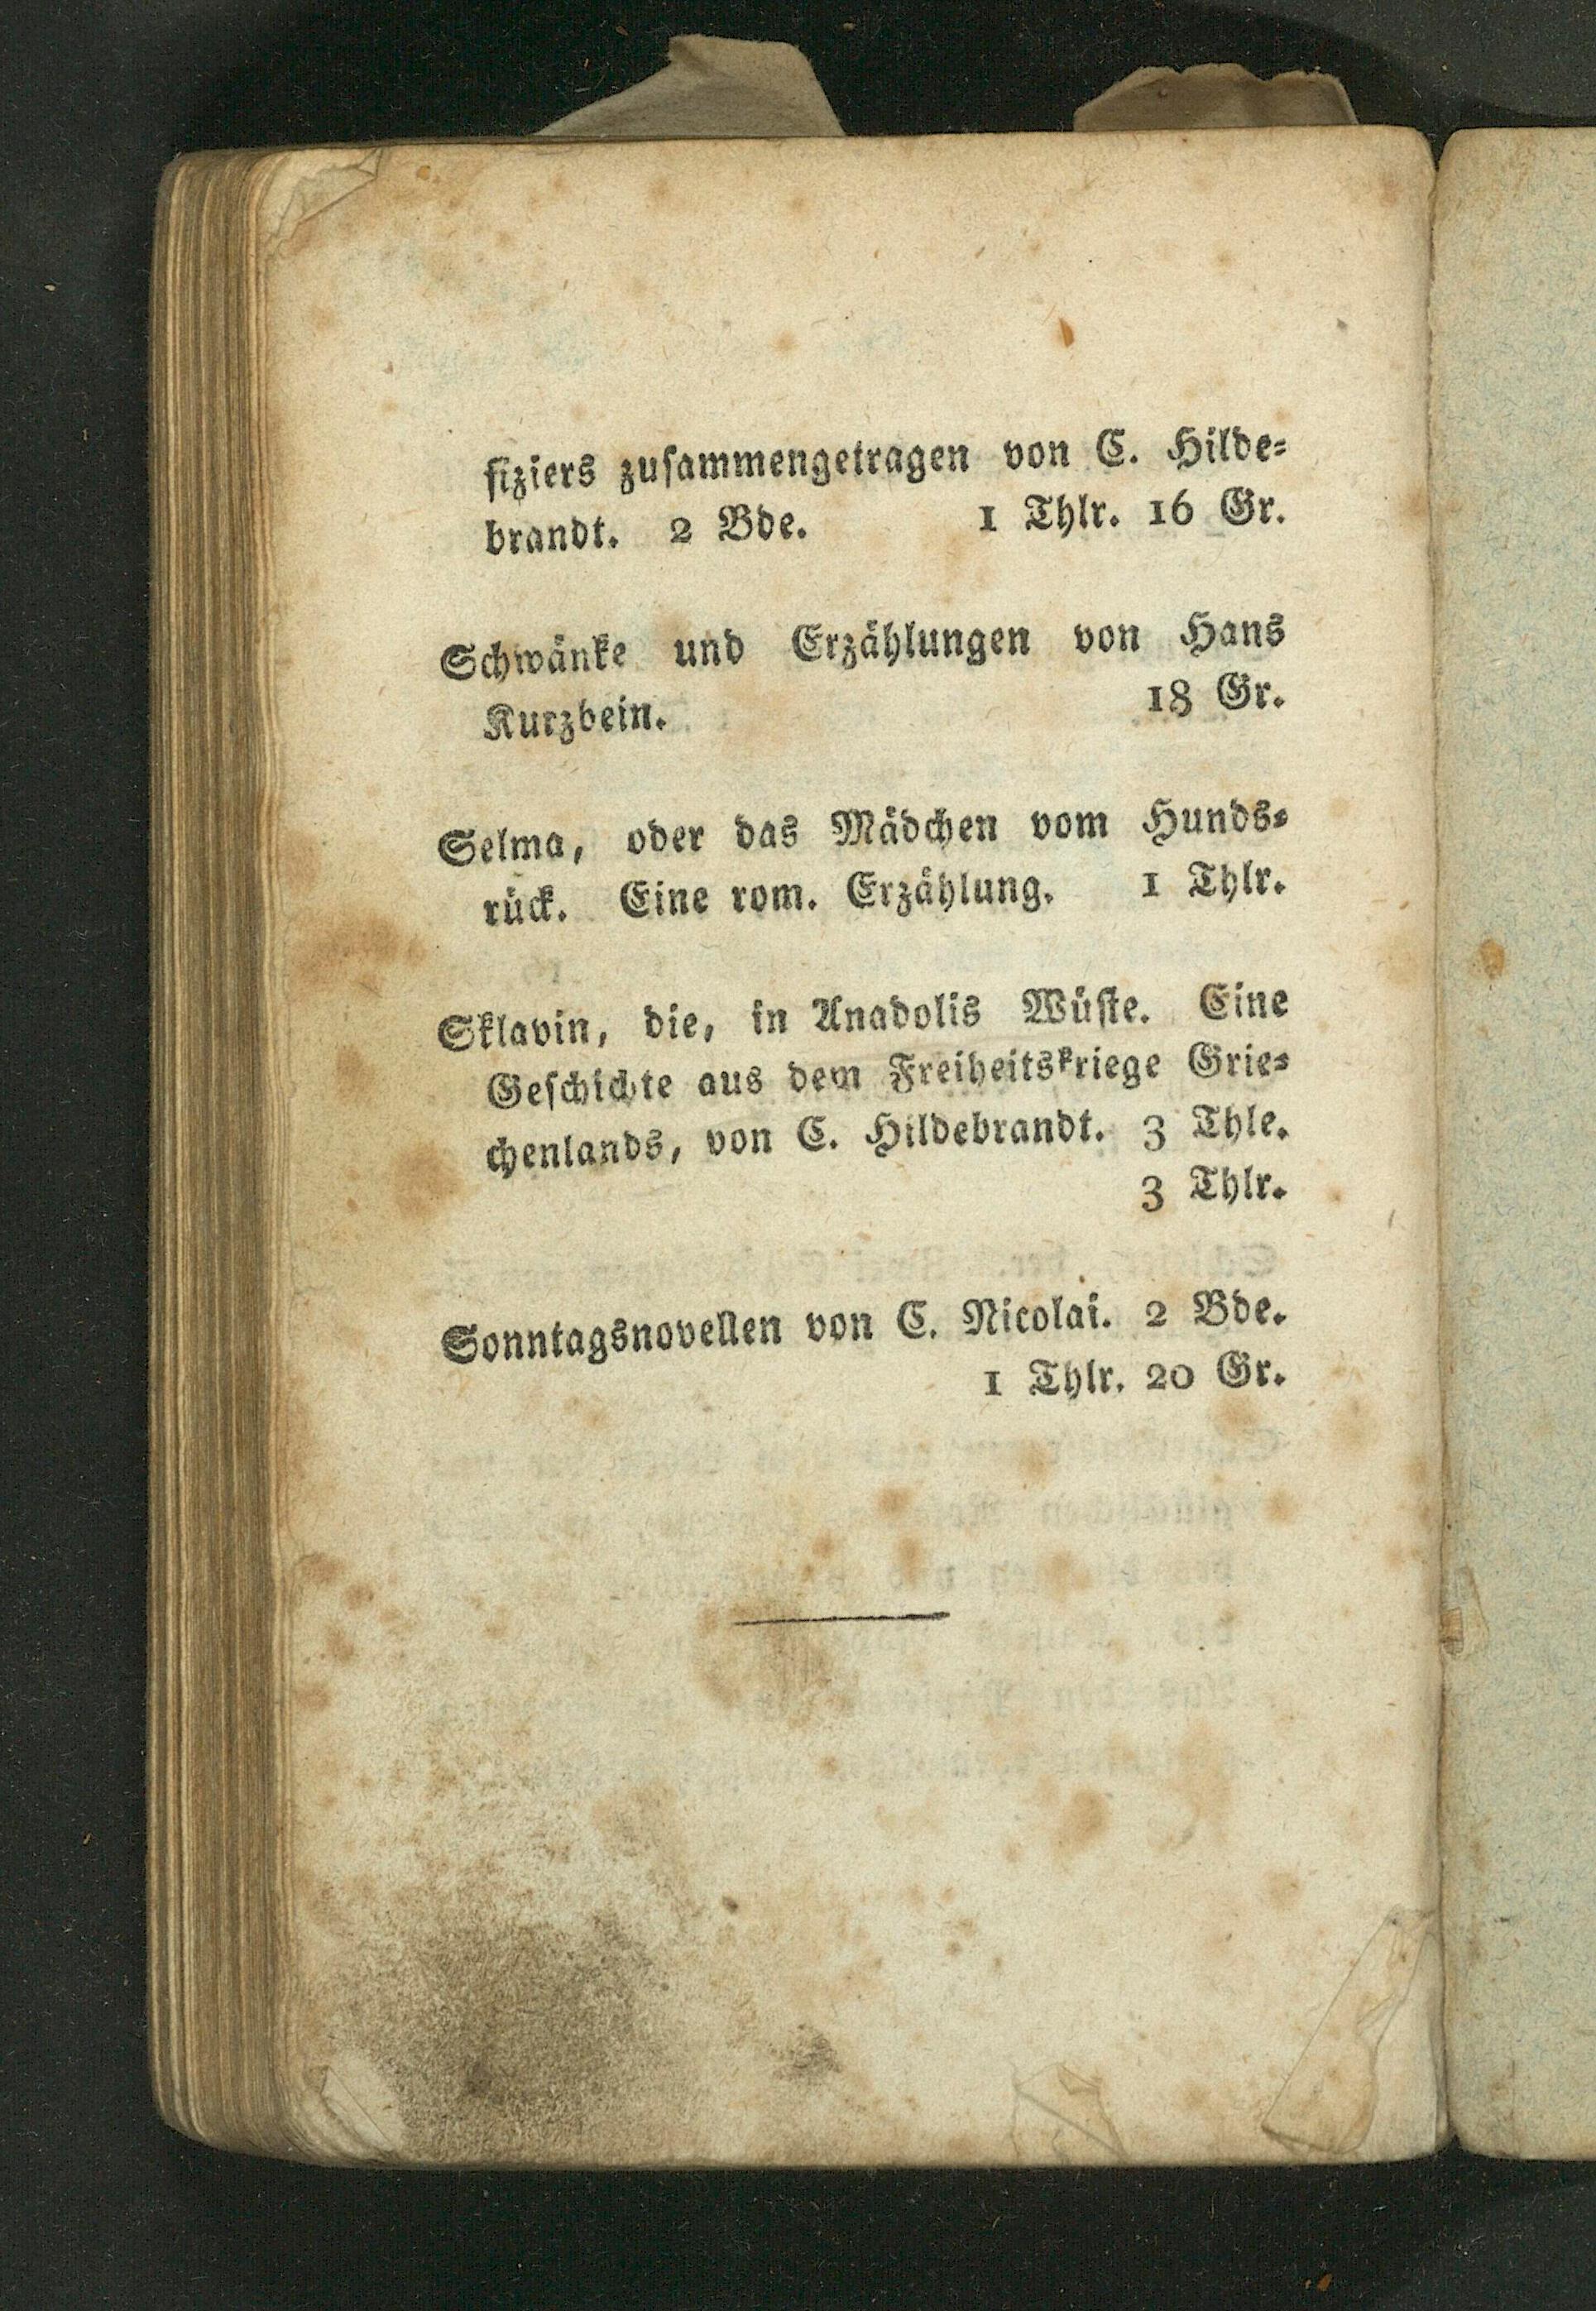 fiziers zusammengetragen von C. Hilde=
brandt. 2 Bde. 1 Thlr. 16 Gr.
Schwänke und Erzählungen von Hans
Kurzbein. 18 Gr.
Selma, oder das Mädchen vom Hunds=
rück. Eine rom. Erzählung. 1 Thlr.
Sklavin, die, in Anadolis Wüste. Eine
Geschichte aus dem Freiheitskriege Grie=
chenlands, von C. Hildebrandt. 3 Thle.
3 Thlr.
Sonntagsnovellen von C. Nicolai. 2 Bde.
1 Thlr. 20 Gr.